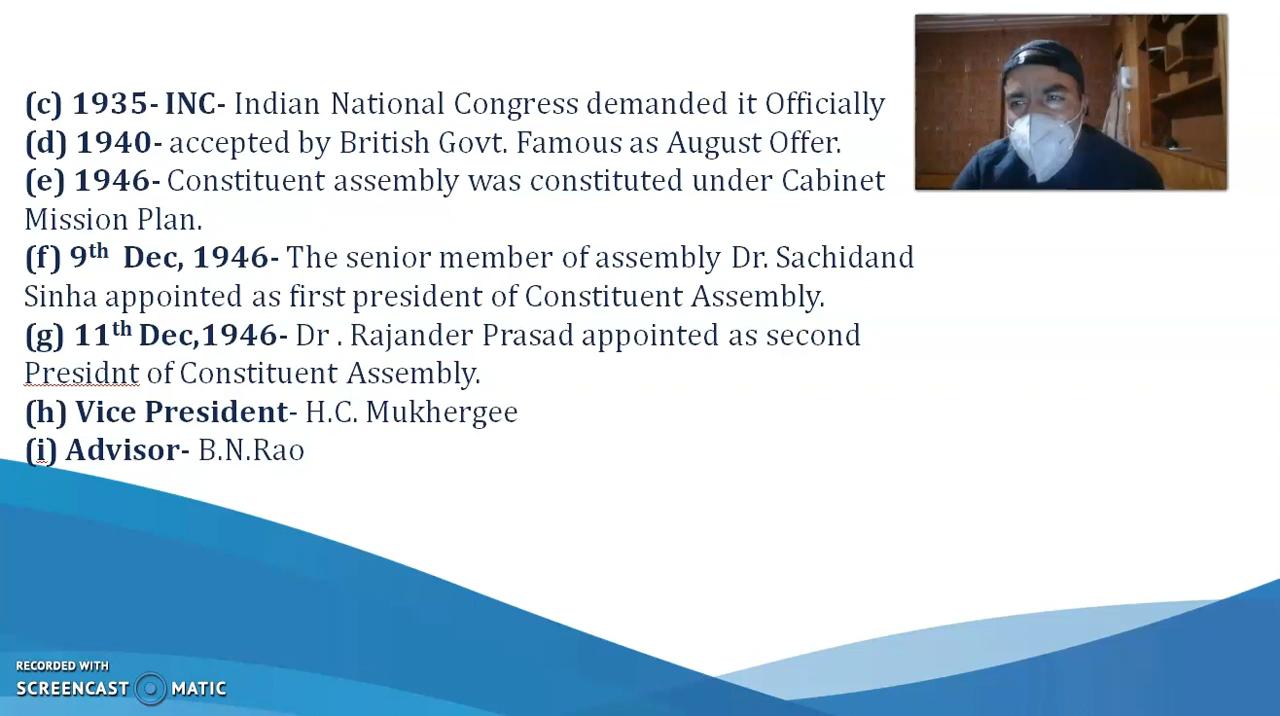 (c) 1935- INC- Indian National Congress demanded it Officially
(d) 1940- accepted by British Govt. Famous as August Offer.
(e) 1946- Constituent assembly was constituted under Cabinet
Mission Plan.
(f) 9th Dec, 1946- The senior member of assembly Dr. Sachidand
Sinha appointed as first president of Constituent Assembly.
(g) 11th Dec,1946- Dr . Rajander Prasad appointed as second
Presidnt of Constituent Assembly.
(h) Vice President- H.C. Mukhergee
(i) Advisor- B.N.Rao
RECORDED WITH
SCREENCAST MATIC